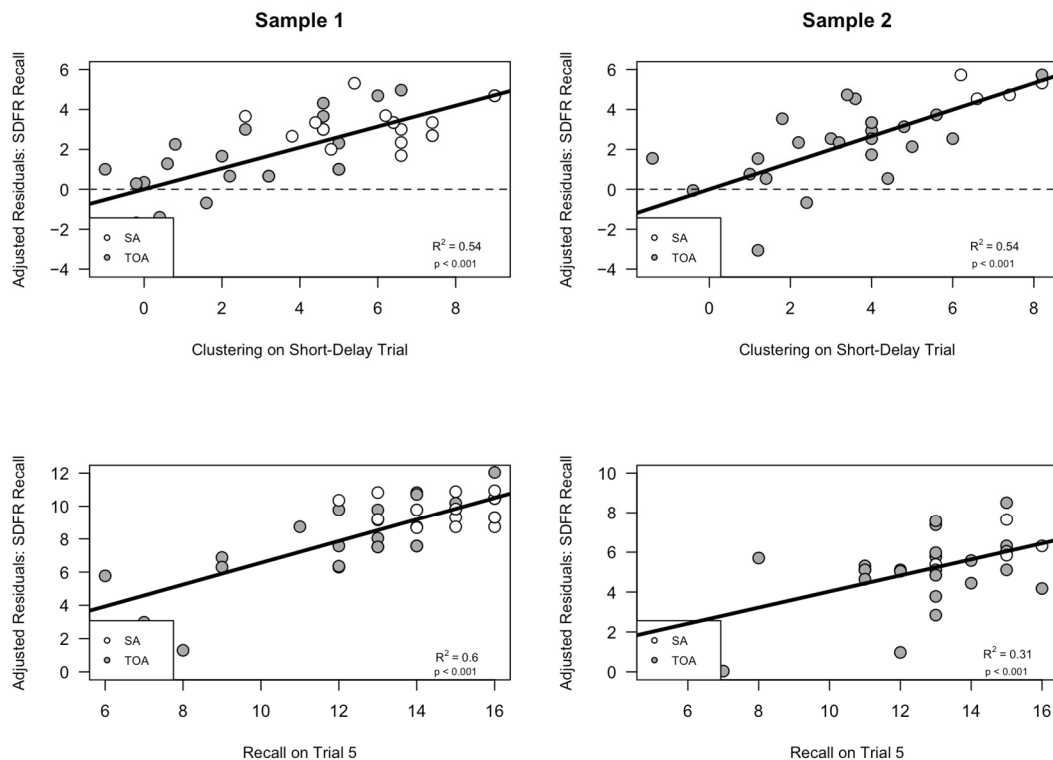 Sample 1
Sample 2
Adjusted Residuals: SDFR Recall
6
4
2
0
−2
−4
SA
TOA
R² = 0.54
p < 0.001
0 2 4 6 8
Clustering on Short-Delay Trial
Adjusted Residuals: SDFR Recall
6
4
2
0
−2
−4
SA
TOA
R² = 0.54
p < 0.001
0 2 4 6 8
Clustering on Short-Delay Trial
Adjusted Residuals: SDFR Recall
12
10
8
6
4
2
0
SA
TOA
R² = 0.6
p < 0.001
6 8 10 12 14 16
Recall on Trial 5
Adjusted Residuals: SDFR Recall
10
8
6
4
2
0
SA
TOA
R² = 0.31
p < 0.001
6 8 10 12 14 16
Recall on Trial 5